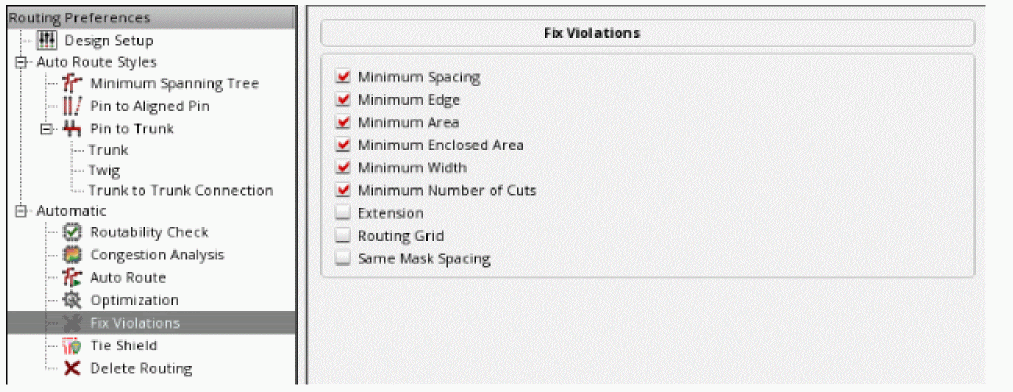 Routing Preferences
Design Setup
Auto Route Styles
Minimum Spanning Tree
Pin to Aligned Pin
Pin to Trunk
Trunk
Twig
Trunk to Trunk Connection
Automatic
Routability Check
Congestion Analysis
Auto Route
Optimization
Fix Violations
Tie Shield
Delete Routing
Fix Violations
Minimum Spacing
Minimum Edge
Minimum Area
Minimum Enclosed Area
Minimum Width
Minimum Number of Cuts
Extension
Routing Grid
Same Mask Spacing